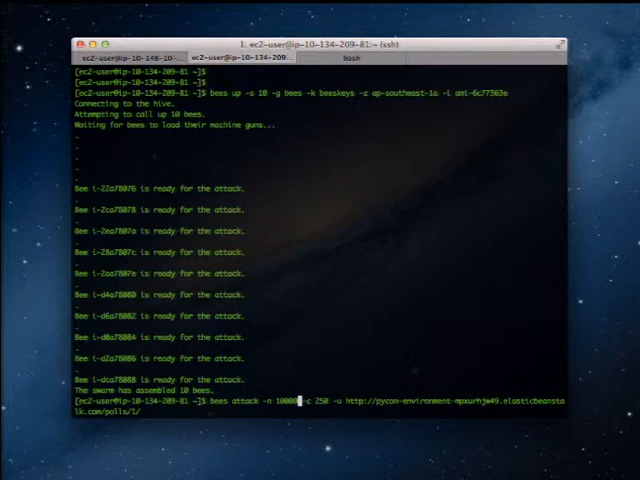 1. ec2-user@ip-10-134-209-81:~ (ssh)
ec2-user@ip-10-148-10-... ec2-user@ip-10-134-209... bash
[ec2-user@ip-10-134-209-81 ~]$
[ec2-user@ip-10-134-209-81 ~]$
[ec2-user@ip-10-134-209-81 ~]$ bees up -s 10 -g bees -k beeskeys -z ap-southeast-1a -i ami-6c77363e
Connecting to the hive.
Attempting to call up 10 bees.
Waiting for bees to load their machine guns...
.
.
.
.
Bee i-22a78076 is ready for the attack.
.
Bee i-2ca78078 is ready for the attack.
.
Bee i-2ea7807a is ready for the attack.
.
Bee i-28a7807c is ready for the attack.
.
Bee i-2aa7807e is ready for the attack.
.
Bee i-d4a78080 is ready for the attack.
.
Bee i-d6a78082 is ready for the attack.
.
Bee i-d0a78084 is ready for the attack.
.
Bee i-d2a78086 is ready for the attack.
.
Bee i-dca78088 is ready for the attack.
The swarm has assembled 10 bees.
[ec2-user@ip-10-134-209-81 ~]$ bees attack -n 10000 -c 250 -u http://pycon-environment-mpxurhjw49.elasticbeansta
lk.com/polls/1/